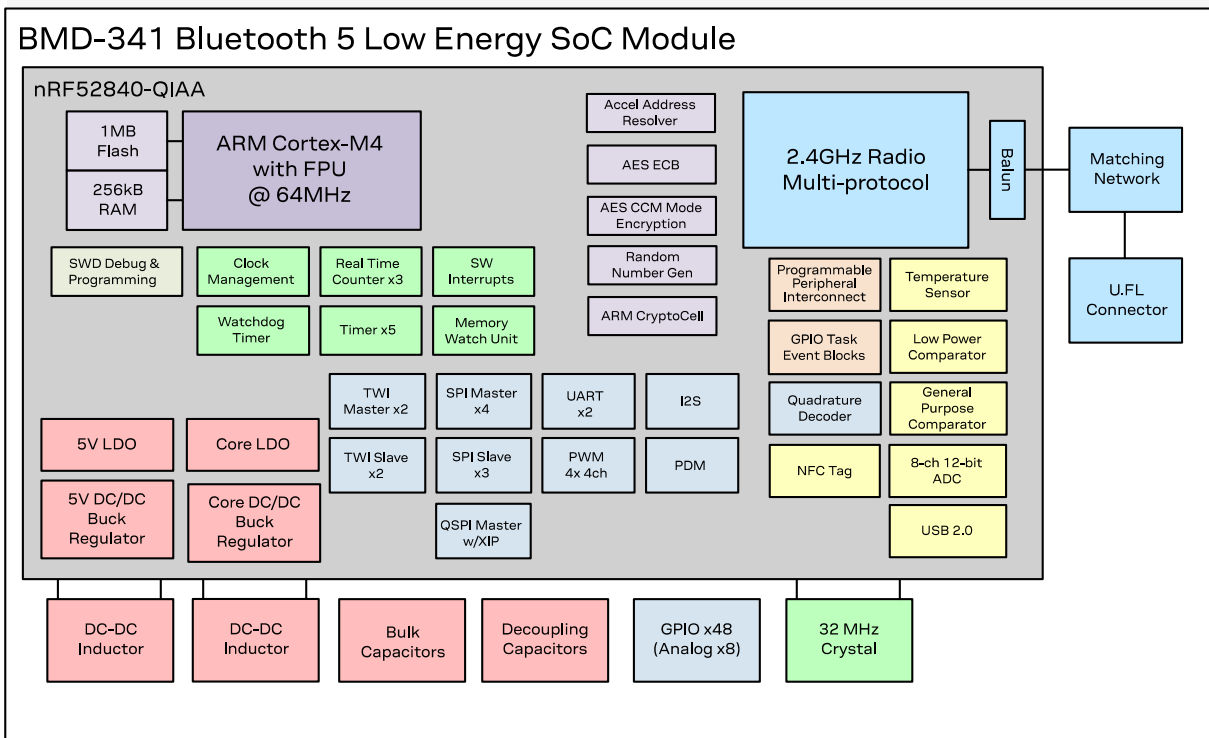 BMD-341 Bluetooth 5 Low Energy SoC Module
nRF52840-QIAA
1MB
Flash
256kB
RAM
ARM Cortex-M4
with FPU
@ 64MHz
Accel Address
Resolver
AES ECB
AES CCM Mode
Encryption
Random
Number Gen
ARM CryptoCell
2.4GHz Radio
Multi-protocol
Balun
Matching
Network
U.FL
Connector
SWD Debug &
Programming
Clock
Management
Real Time
Counter x3
SW
Interrupts
Watchdog
Timer
Timer x5
Memory
Watch Unit
Programmable
Peripheral
Interconnect
Temperature
Sensor
GPIO Task
Event Blocks
Low Power
Comparator
Quadrature
Decoder
General
Purpose
Comparator
NFC Tag
8-ch 12-bit
ADC
USB 2.0
TWI
Master x2
SPI Master
x4
UART
x2
I2S
TWI Slave
x2
SPI Slave
x3
PWM
4x 4ch
PDM
QSPI Master
w/XIP
5V LDO
Core LDO
5V DC/DC
Buck
Regulator
Core DC/DC
Buck
Regulator
DC-DC
Inductor
DC-DC
Inductor
Bulk
Capacitors
Decoupling
Capacitors
GPIO x48
(Analog x8)
32 MHz
Crystal